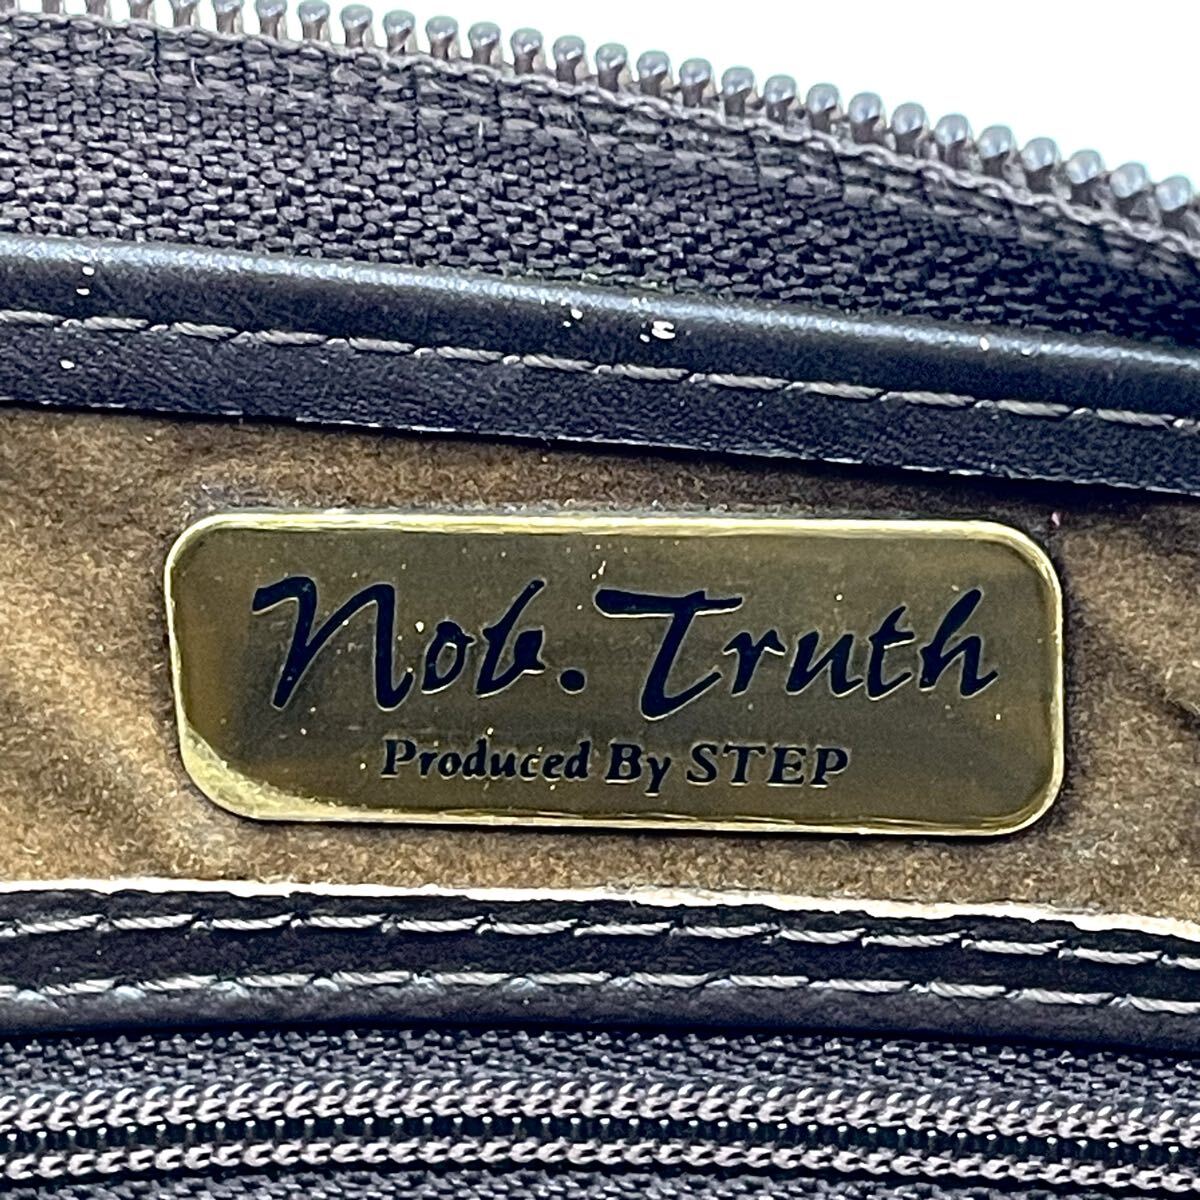 Nob. Truth
Produced By STEP